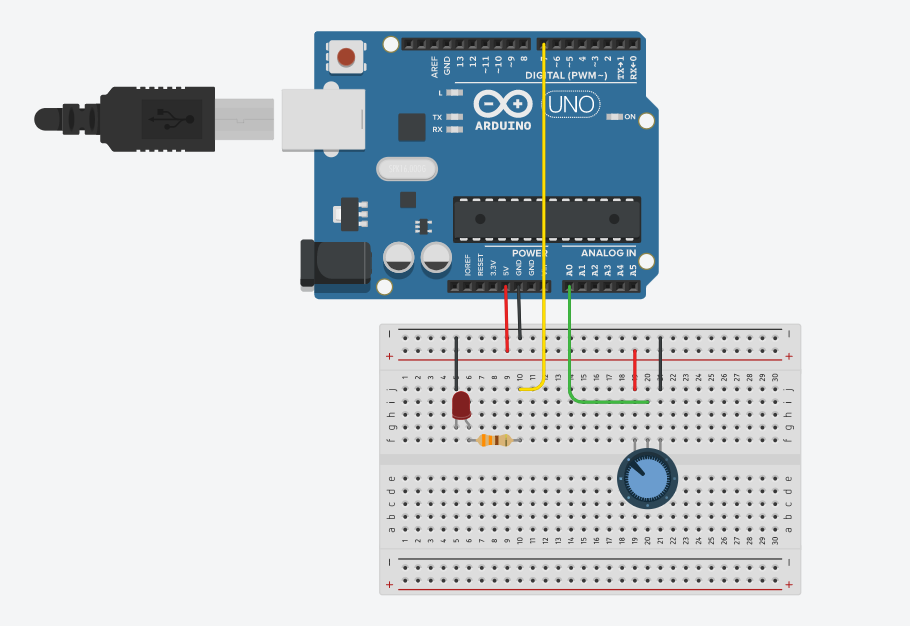 AREF
GND
13
12
~11
~10
~9
8
~6
~5
4
~3
2
TX→1
RX←0
DIGITAL (PWM~)
L
TX
RX
UNO
ARDUINO
ON
POWER
ANALOG IN
IOREF
RESET
3.3V
5V
GND
GND
A0
A1
A2
A3
A4
A5
− −
+ +
1 2 3 4 5 6 7 8 9 10 11 12 13 14 15 16 17 18 19 20 21 22 23 24 25 26 27 28 29 30
j j
i i
h h
g g
f f
e e
d d
c c
b b
a a
1 2 3 4 5 6 7 8 9 10 11 12 13 14 15 16 17 18 19 20 21 22 23 24 25 26 27 28 29 30
− −
+ +